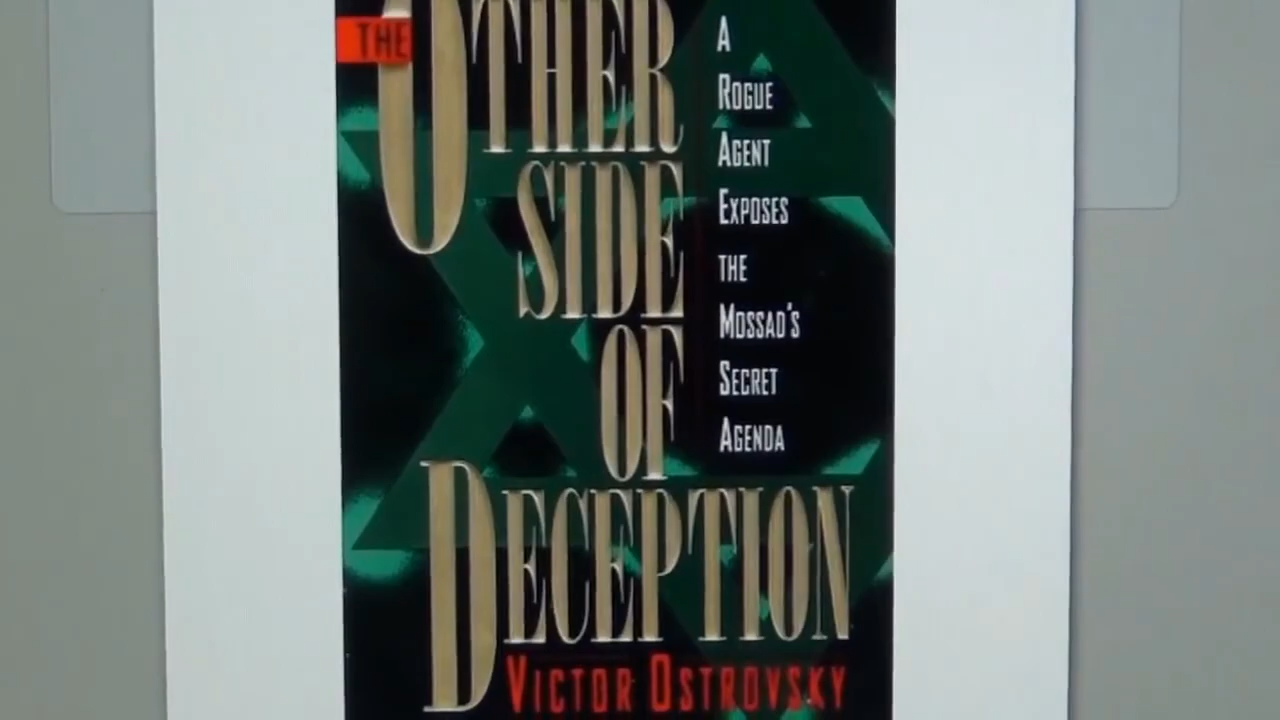 THE
OTHER
SIDE
OF
DECEPTION
A
ROGUE
AGENT
EXPOSES
THE
MOSSAD'S
SECRET
AGENDA
VICTOR OSTROVSKY